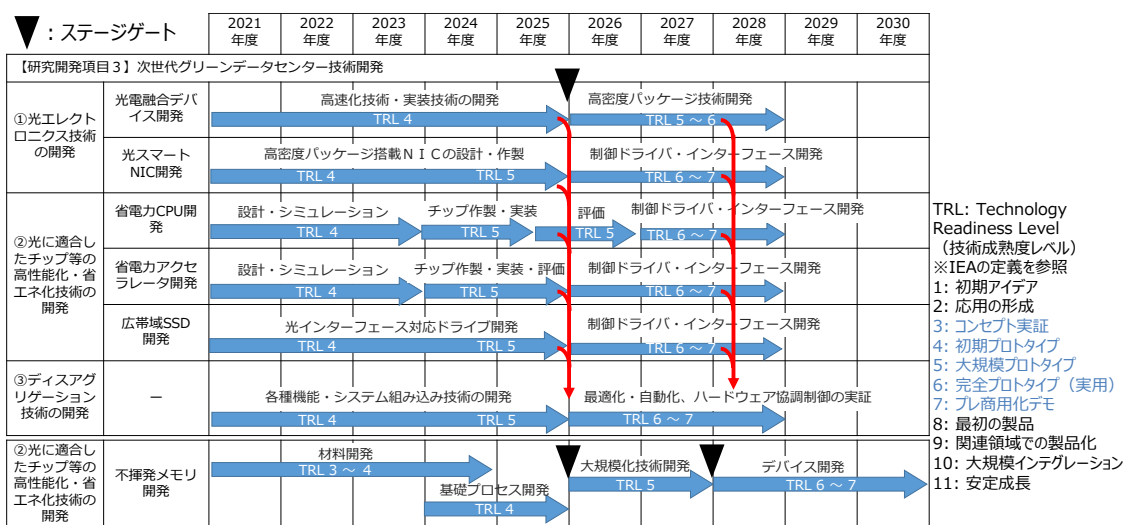 ▼：ステージゲート
2021
年度
2022
年度
2023
年度
2024
年度
2025
年度
2026
年度
2027
年度
2028
年度
2029
年度
2030
年度
【研究開発項目３】次世代グリーンデータセンター技術開発
①光エレクト
ロニクス技術
の開発
光電融合デバ
イス開発
高速化技術・実装技術の開発
TRL 4
高密度パッケージ技術開発
TRL 5 ～ 6
光スマート
NIC開発
高密度パッケージ搭載ＮＩＣの設計・作製
TRL 4
TRL 5
制御ドライバ・インターフェース開発
TRL 6 ～ 7
②光に適合し
たチップ等の
高性能化・省
エネ化技術の
開発
省電力CPU開
発
設計・シミュレーション
TRL 4
チップ作製・実装
TRL 5
評価
TRL 5
制御ドライバ・インターフェース開発
TRL 6 ～ 7
省電力アクセ
ラレータ開発
設計・シミュレーション
TRL 4
チップ作製・実装・評価
TRL 5
制御ドライバ・インターフェース開発
TRL 6 ～ 7
広帯域SSD
開発
光インターフェース対応ドライブ開発
TRL 4
TRL 5
制御ドライバ・インターフェース開発
TRL 6 ～ 7
③ディスアグ
リゲーション
技術の開発
－
各種機能・システム組み込み技術の開発
TRL 4
TRL 5
最適化・自動化、ハードウェア協調制御の実証
TRL 6 ～ 7
②光に適合し
たチップ等の
高性能化・省
エネ化技術の
開発
不揮発メモリ
開発
材料開発
TRL 3 ～ 4
基礎プロセス開発
TRL 4
大規模化技術開発
TRL 5
デバイス開発
TRL 6 ～ 7
TRL: Technology
Readiness Level
（技術成熟度レベル）
※IEAの定義を参照
1: 初期アイデア
2: 応用の形成
3: コンセプト実証
4: 初期プロトタイプ
5: 大規模プロトタイプ
6: 完全プロトタイプ（実用）
7: プレ商用化デモ
8: 最初の製品
9: 関連領域での製品化
10: 大規模インテグレーション
11: 安定成長